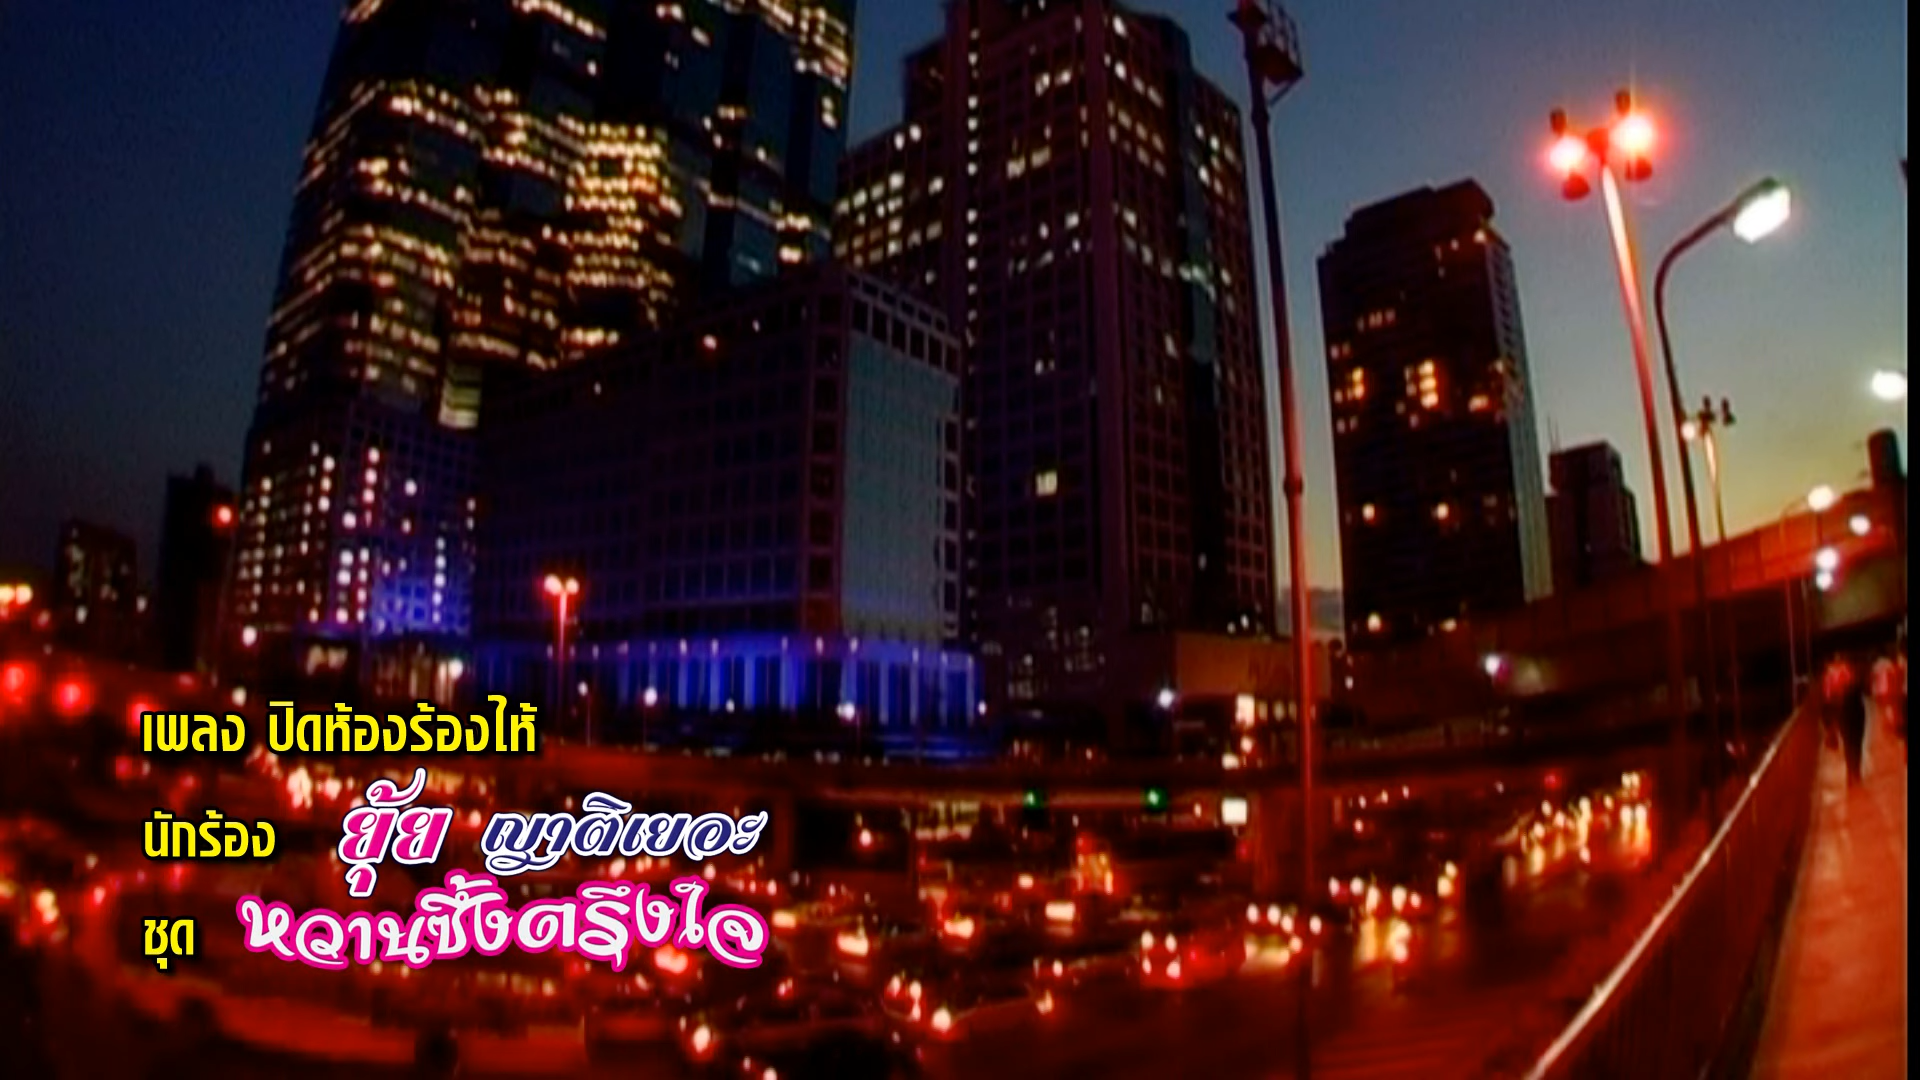 เพลง ปิดห้องร้องไห้
นักร้อง ยุ้ย ญาติเยอะ
ชุด หวานซึ้งตรึงใจ